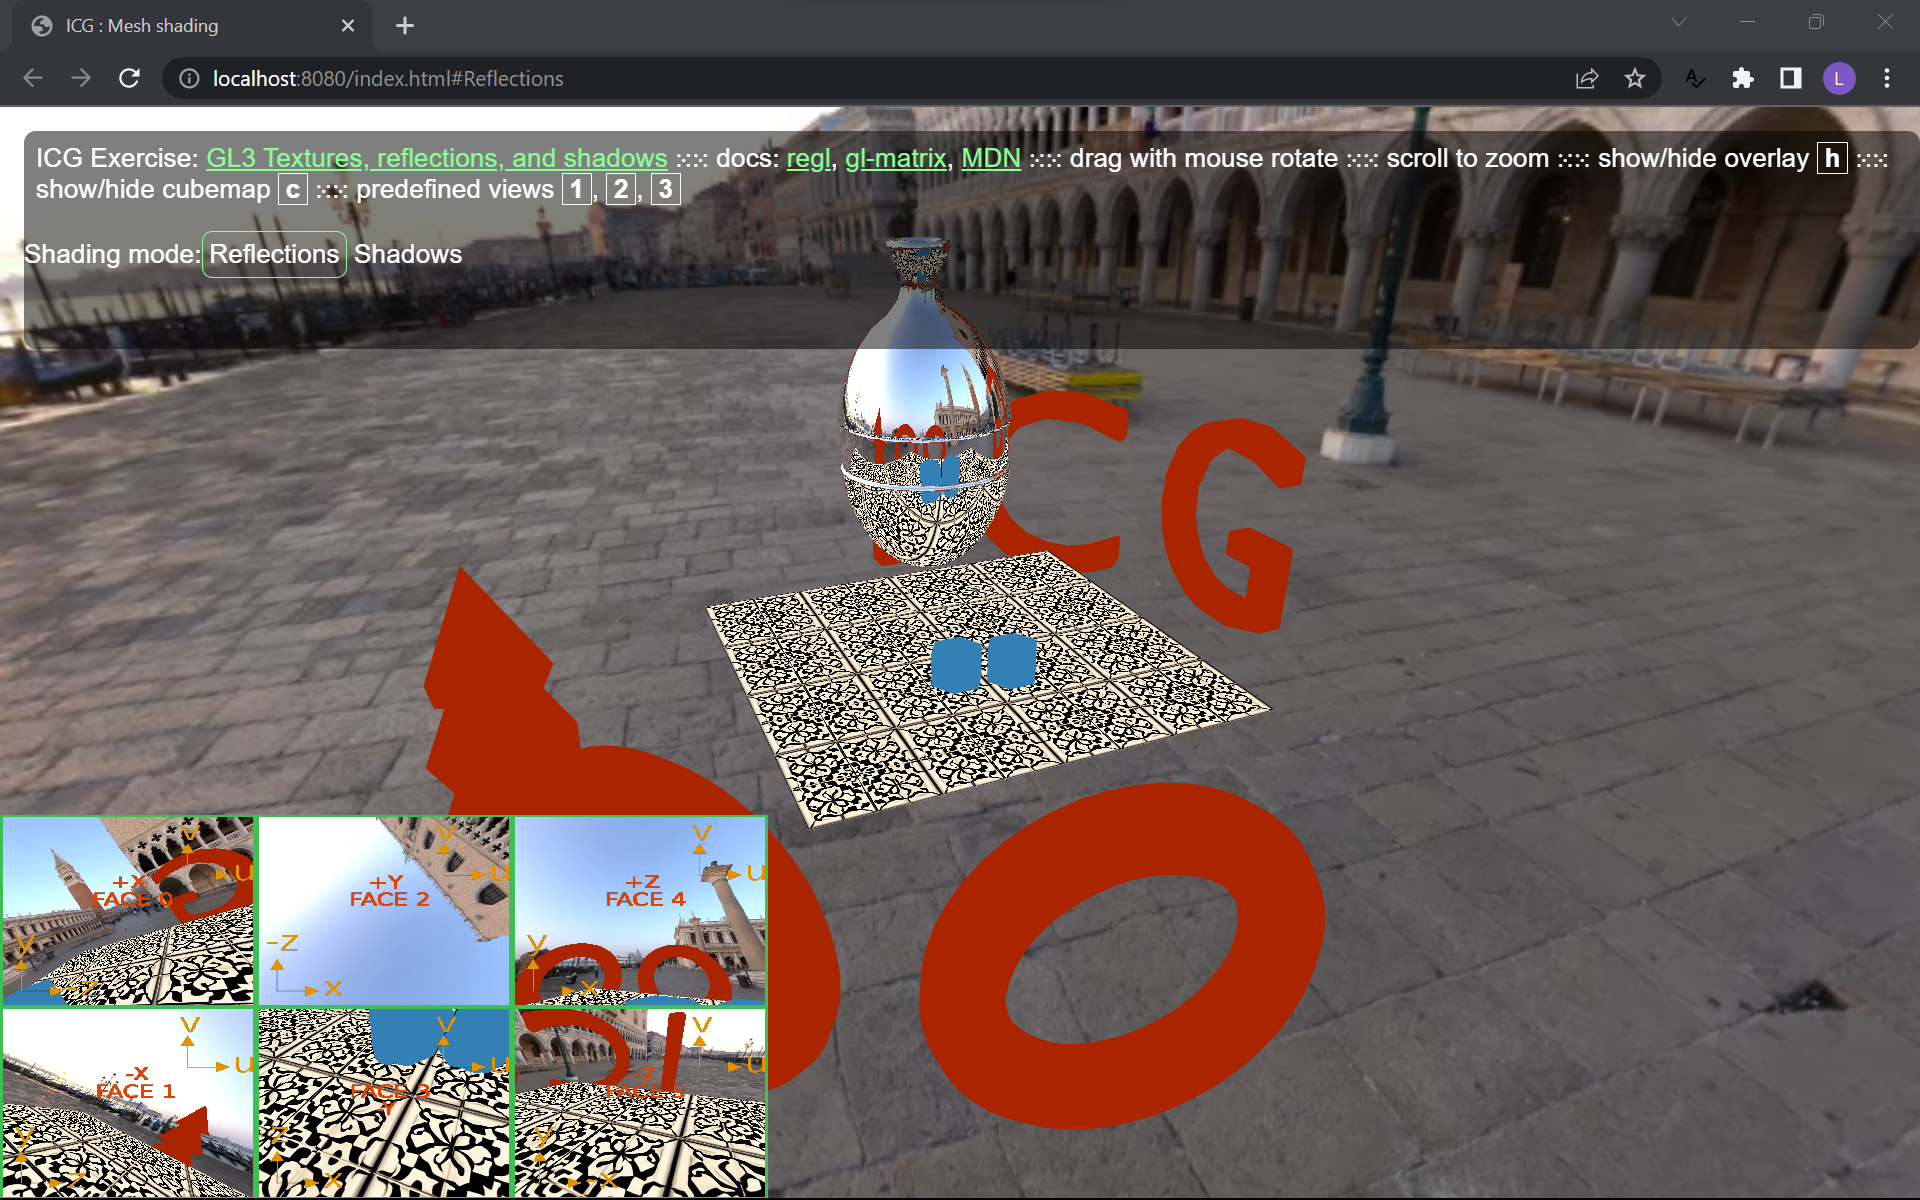 ICG : Mesh shading
localhost:8080/index.html#Reflections
L
ICG Exercise: GL3 Textures, reflections, and shadows ::::: docs: regl, gl-matrix, MDN ::::: drag with mouse rotate ::::: scroll to zoom ::::: show/hide overlay h :::::
show/hide cubemap c ::::: predefined views 1, 2, 3
Shading mode: Reflections Shadows
C G
+X
FACE 0
v
u
y
-Z
+Y
FACE 2
v
u
-Z
X
+Z
FACE 4
v
u
y
X
-X
FACE 1
v
u
y
Z
FACE 3
-Y
v
u
Z
X
-Z
FACE 5
v
u
y
-X